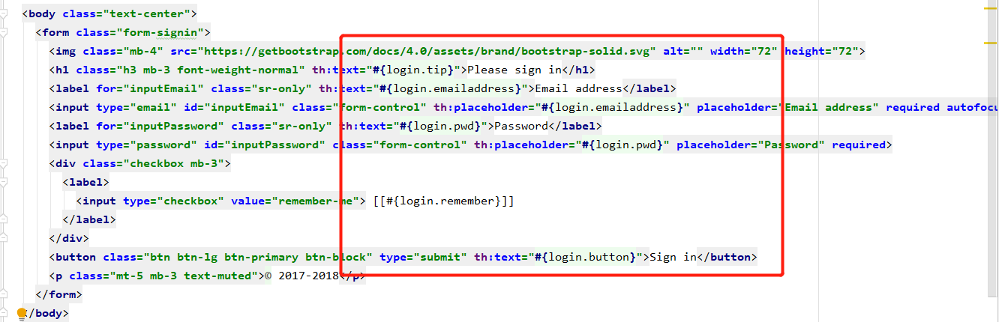 <body class="text-center">
<form class="form-signin">
<img class="mb-4" src="https://getbootstrap.com/docs/4.0/assets/brand/bootstrap-solid.svg" alt="" width="72" height="72">
<h1 class="h3 mb-3 font-weight-normal" th:text="#{login.tip}">Please sign in</h1>
<label for="inputEmail" class="sr-only" th:text="#{login.emailaddress}">Email address</label>
<input type="email" id="inputEmail" class="form-control" th:placeholder="#{login.emailaddress}" placeholder="Email address" required autofocu
<label for="inputPassword" class="sr-only" th:text="#{login.pwd}">Password</label>
<input type="password" id="inputPassword" class="form-control" th:placeholder="#{login.pwd}" placeholder="Password" required>
<div class="checkbox mb-3">
<label>
<input type="checkbox" value="remember-me"> [[#{login.remember}]]
</label>
</div>
<button class="btn btn-lg btn-primary btn-block" type="submit" th:text="#{login.button}">Sign in</button>
<p class="mt-5 mb-3 text-muted">© 2017-2018</p>
</form>
</body>